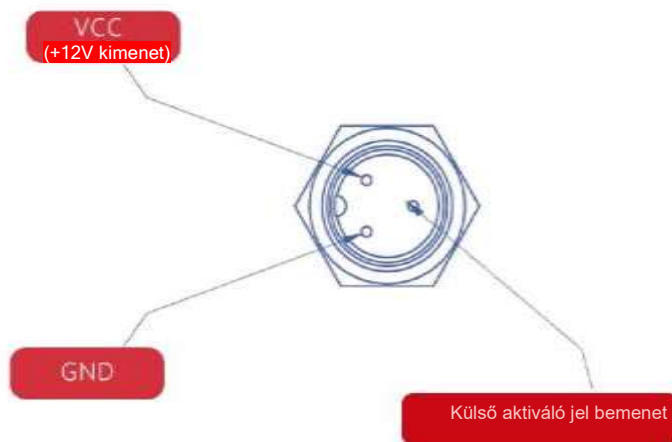 VCC
(+12V kimenet)
GND
Külső aktiváló jel bemenet